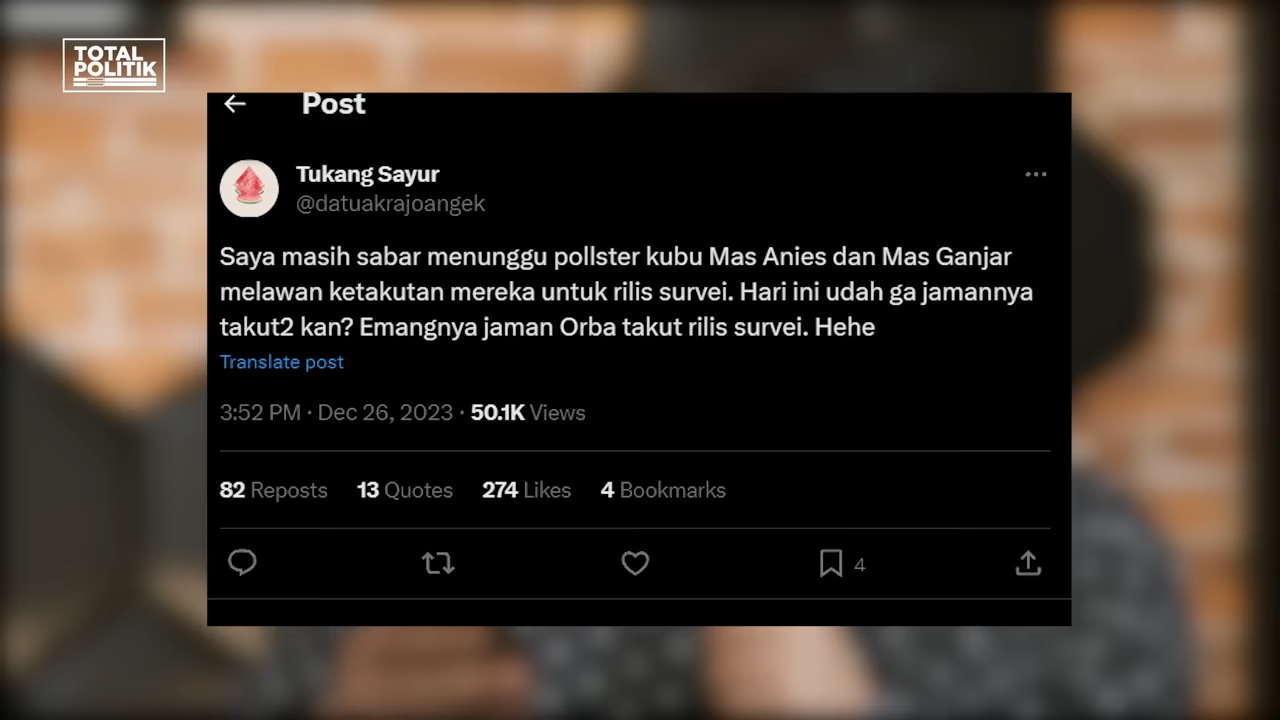 TOTAL
POLITIK
Post
Tukang Sayur
@datuakrajoangek
Saya masih sabar menunggu pollster kubu Mas Anies dan Mas Ganjar
melawan ketakutan mereka untuk rilis survei. Hari ini udah ga jamannya
takut2 kan? Emangnya jaman Orba takut rilis survei. Hehe
Translate post
3:52 PM · Dec 26, 2023 · 50.1K Views
82 Reposts 13 Quotes 274 Likes 4 Bookmarks
4